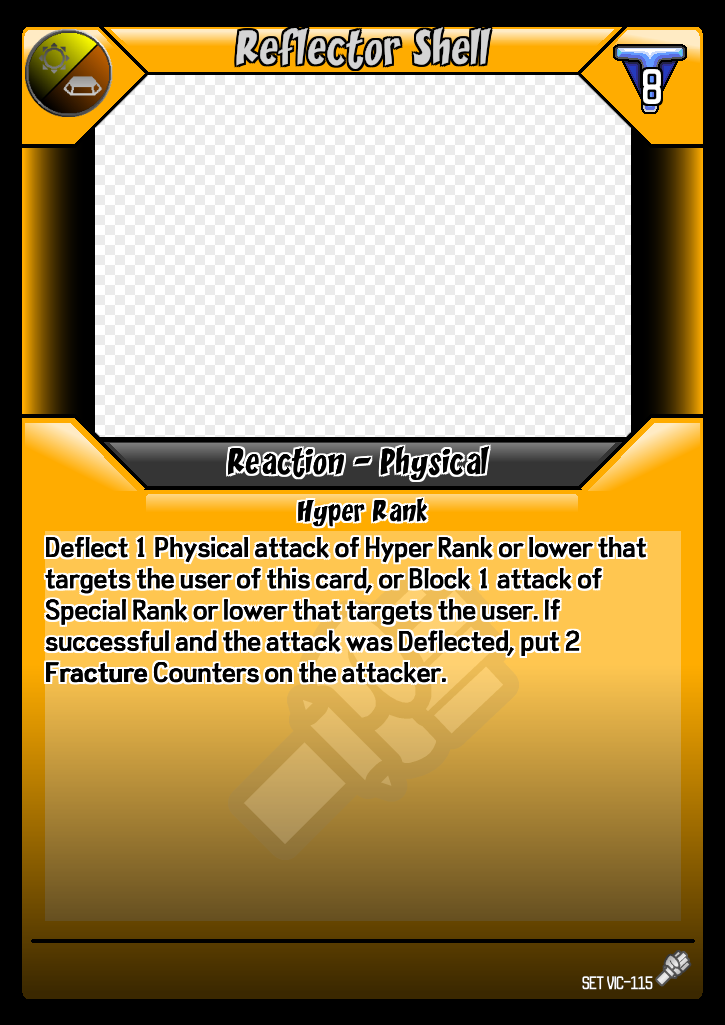 Reflector Shell
8
Reaction - Physical
Hyper Rank
Deflect 1 Physical attack of Hyper Rank or lower that
targets the user of this card, or Block 1 attack of
Special Rank or lower that targets the user. If
successful and the attack was Deflected, put 2
Fracture Counters on the attacker.
SET VIC-115